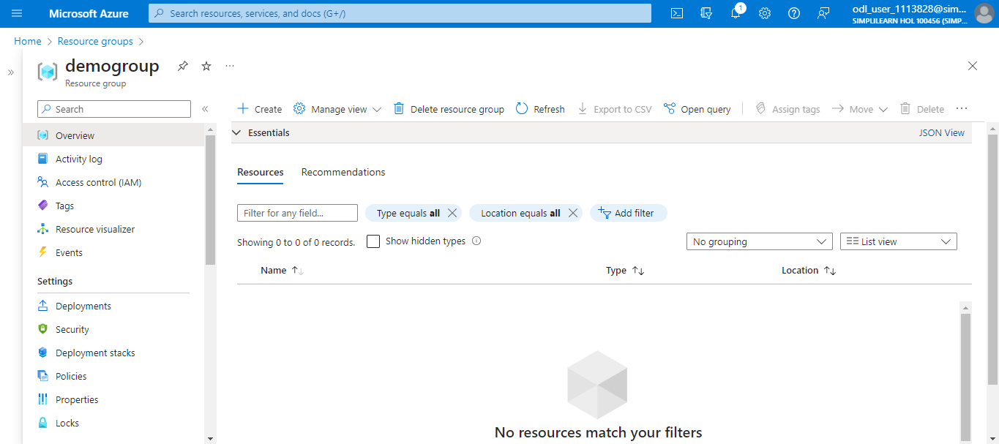 Microsoft Azure
Search resources, services, and docs (G+/)
1
odl_user_1113828@sim...
SIMPLILEARN HOL 100456 (SIMP...
Home > Resource groups >
demogroup
Resource group
Search
Create Manage view Delete resource group Refresh Export to CSV Open query Assign tags Move Delete
Overview
Activity log
Access control (IAM)
Tags
Resource visualizer
Events
Settings
Deployments
Security
Deployment stacks
Policies
Properties
Locks
Essentials JSON View
Resources Recommendations
Filter for any field... Type equals all Location equals all Add filter
Showing 0 to 0 of 0 records. Show hidden types No grouping List view
Name Type Location
No resources match your filters